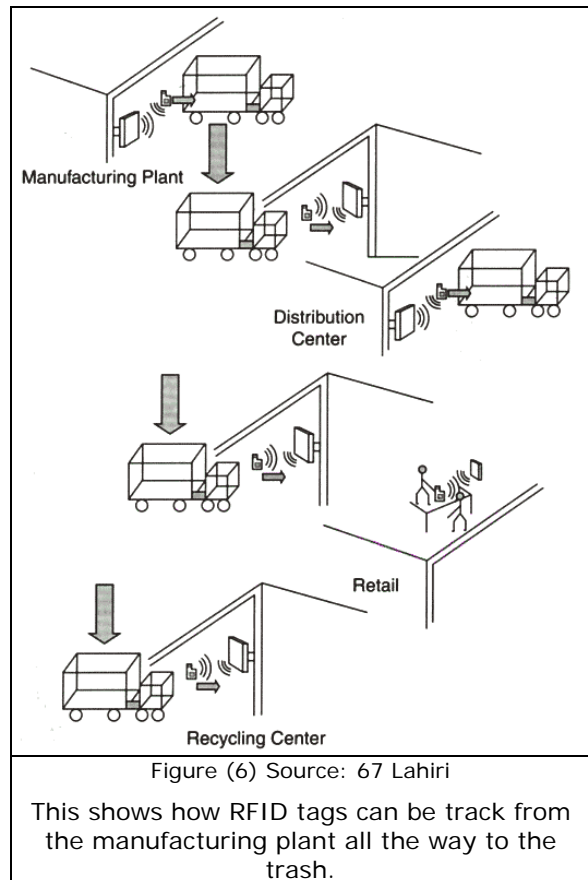 Manufacturing Plant
Distribution
Center
Retail
Recycling Center
Figure (6) Source: 67 Lahiri
This shows how RFID tags can be track from
the manufacturing plant all the way to the
trash.